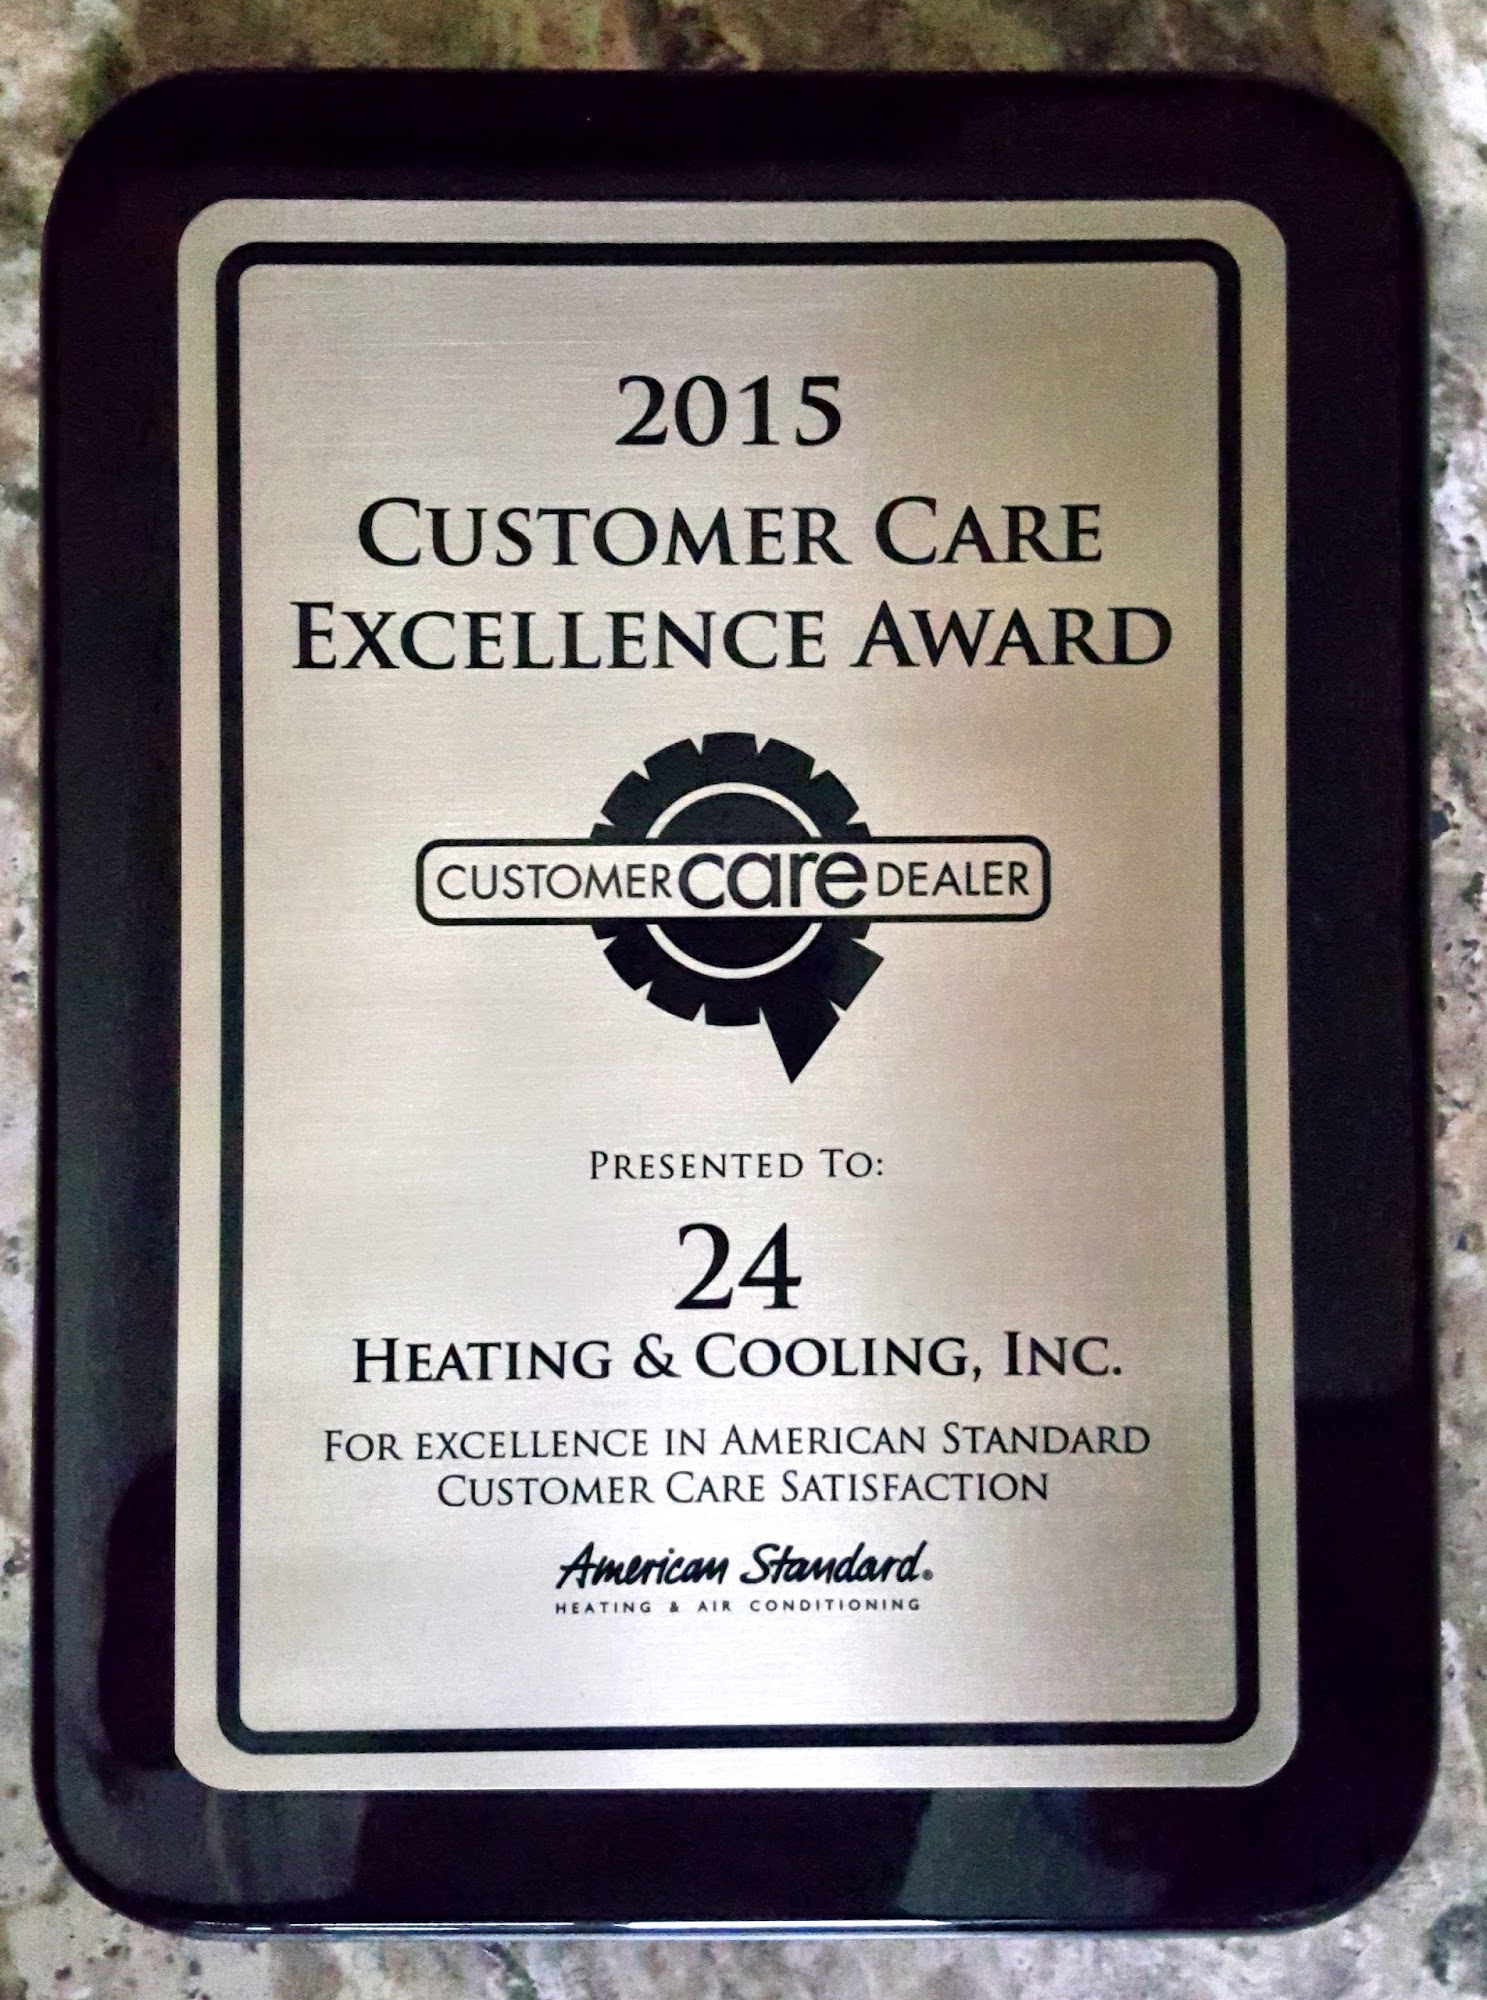 2015
Customer Care
Excellence Award
CUSTOMER care DEALER
Presented To:
24
Heating & Cooling, Inc.
For excellence in American Standard
Customer Care Satisfaction
American Standard®
HEATING & AIR CONDITIONING